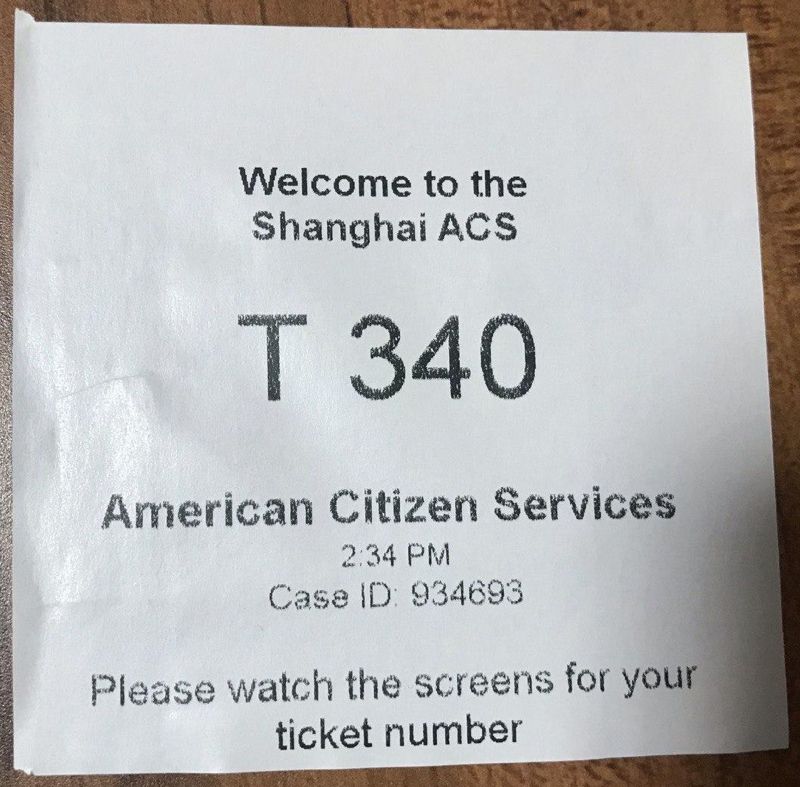 Welcome to the
Shanghai ACS
T 340
American Citizen Services
2:34 PM
Case ID: 934693
Please watch the screens for your
ticket number